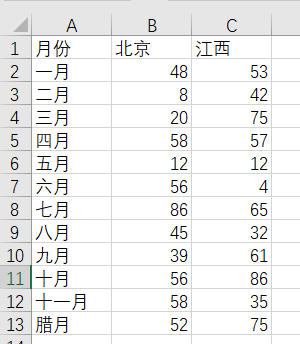 A B C
1 月份 北京 江西
2 一月 48 53
3 二月 8 42
4 三月 20 75
5 四月 58 57
6 五月 12 12
7 六月 56 4
8 七月 86 65
9 八月 45 32
10 九月 39 61
11 十月 56 86
12 十一月 58 35
13 腊月 52 75